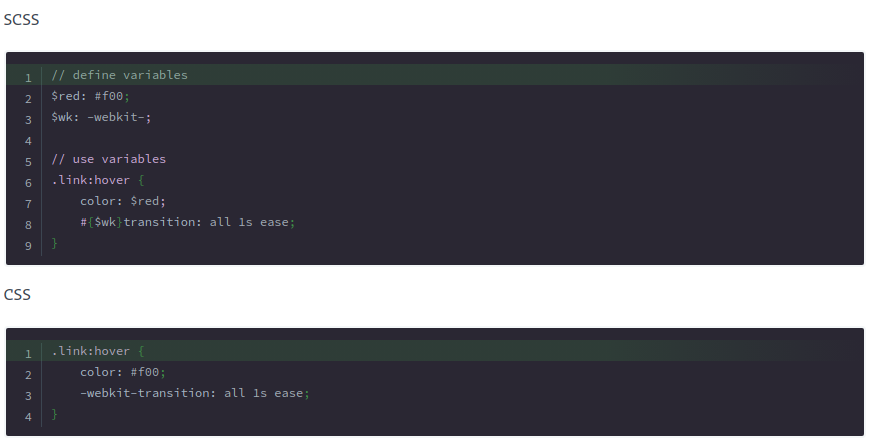 SCSS
1 // define variables
2 $red: #f00;
3 $wk: -webkit-;
4
5 // use variables
6 .link:hover {
7     color: $red;
8     #{$wk}transition: all 1s ease;
9 }
CSS
1 .link:hover {
2     color: #f00;
3     -webkit-transition: all 1s ease;
4 }